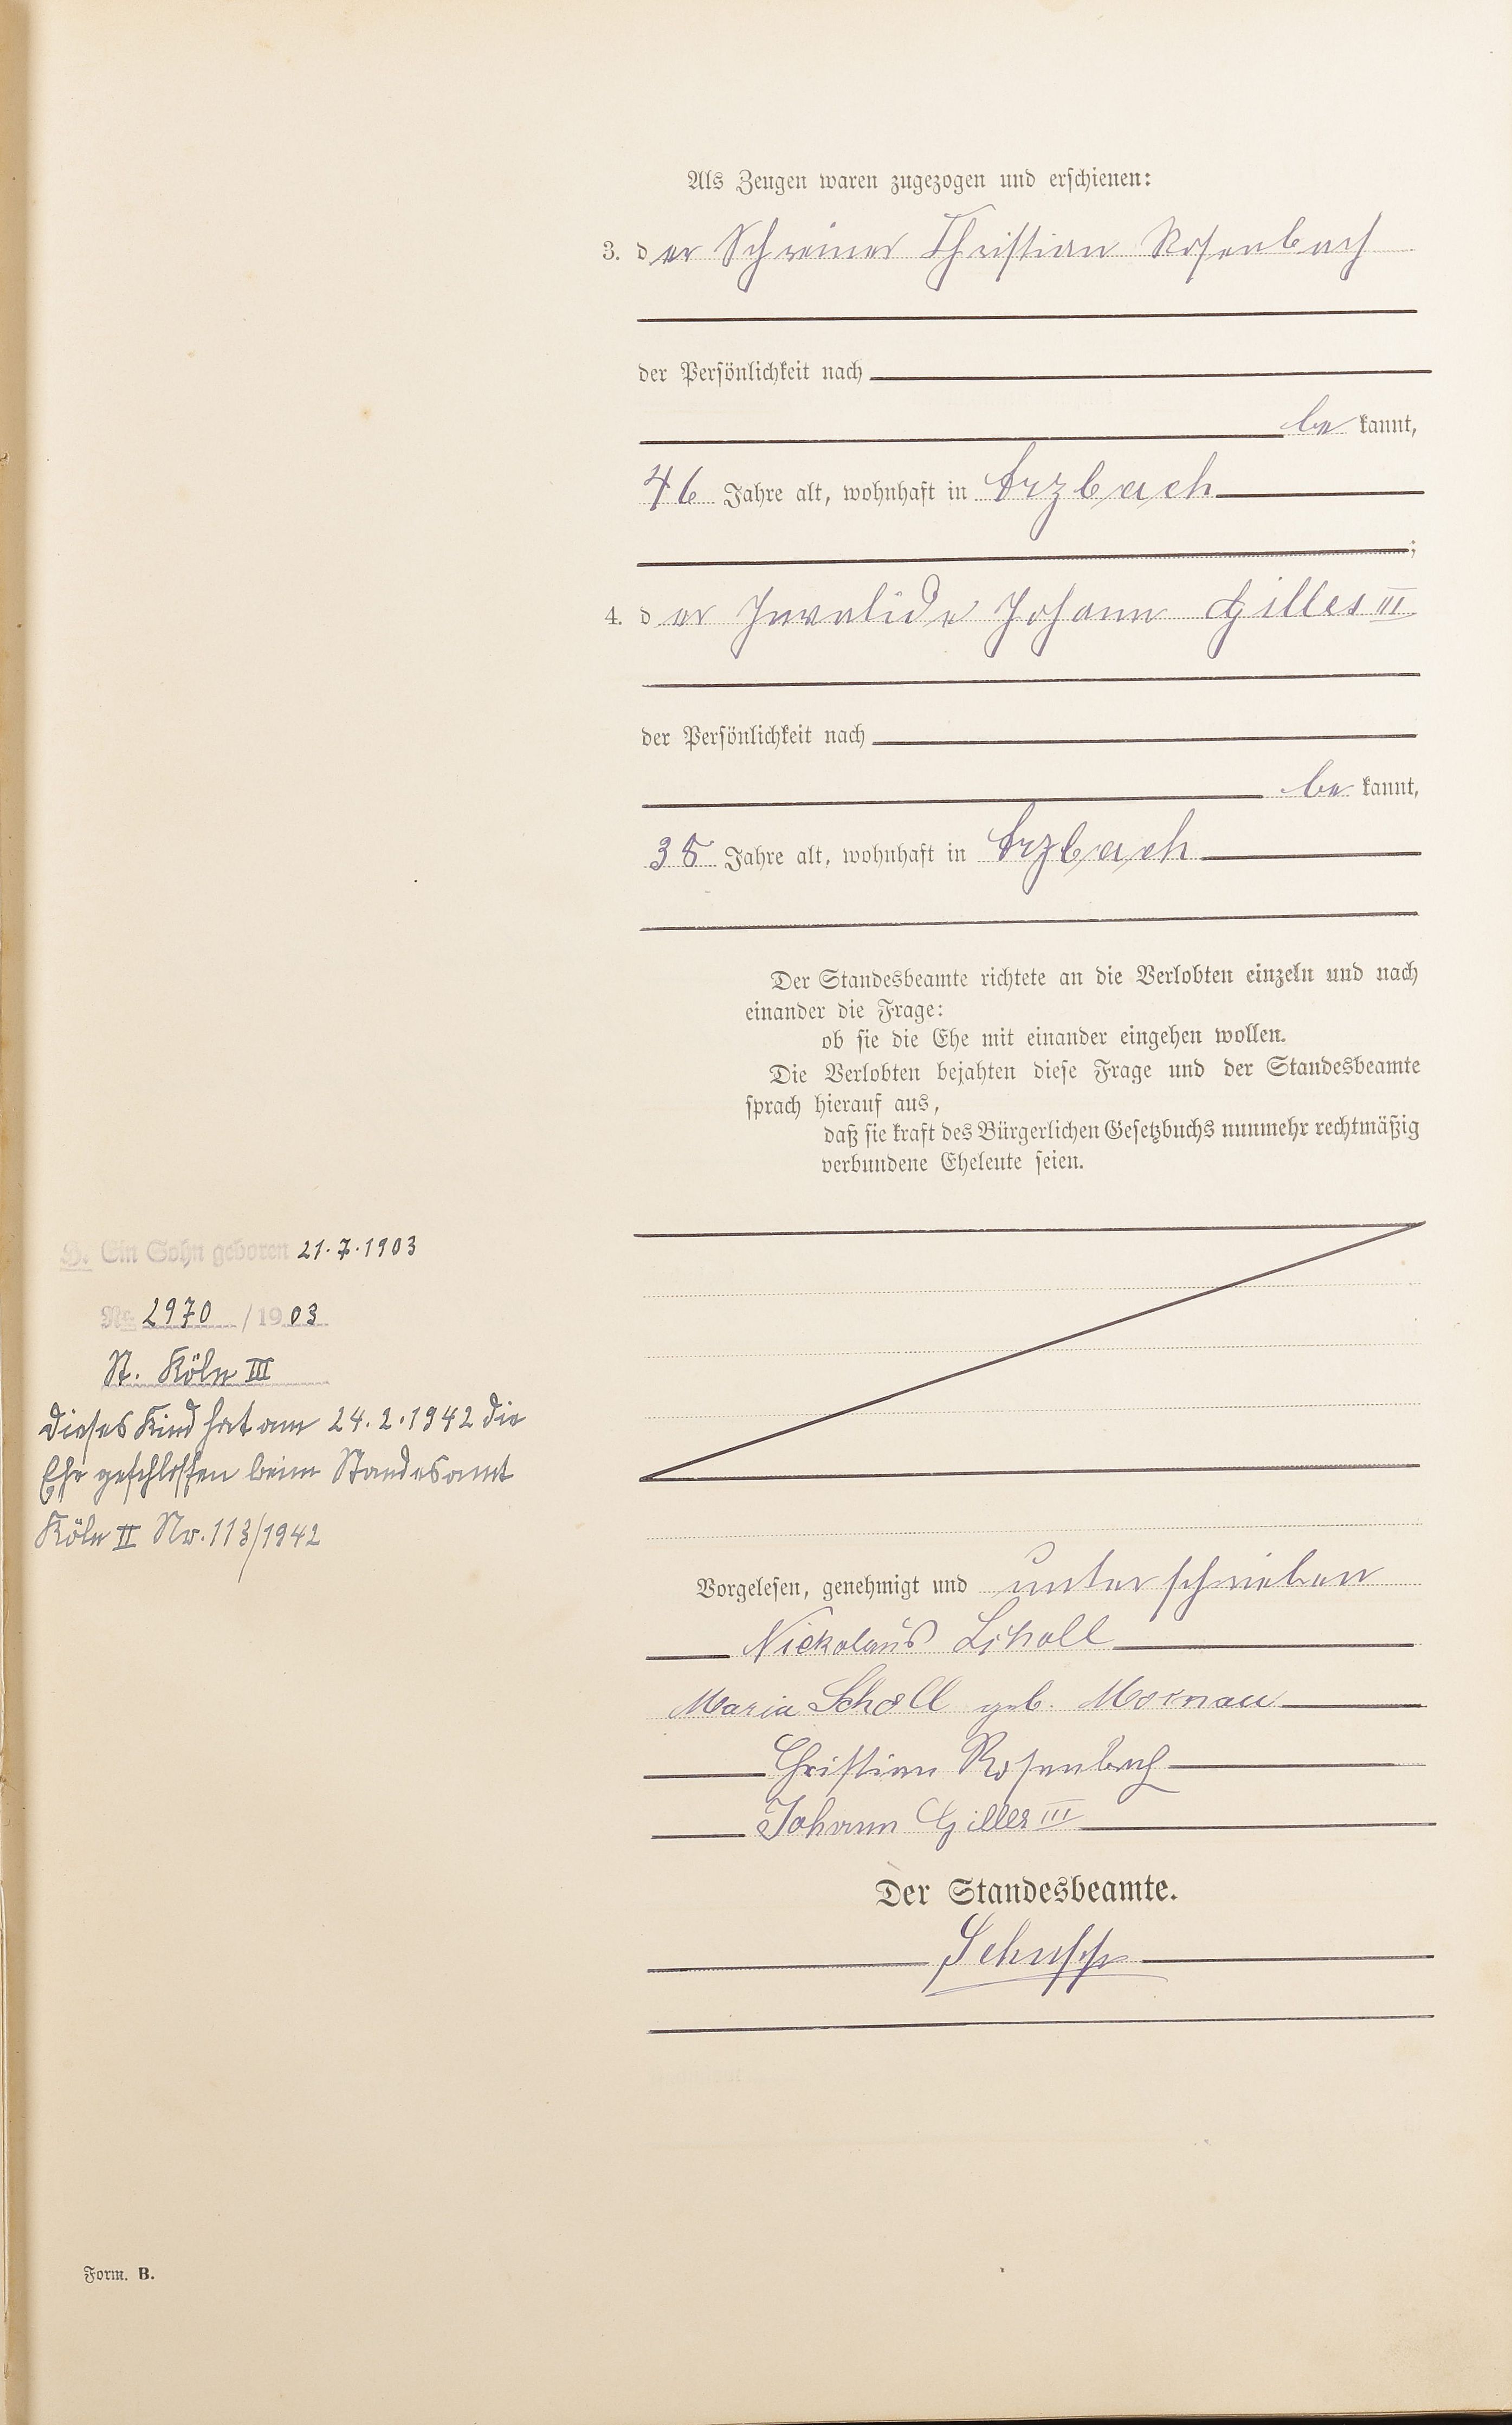 Als Zeugen waren zugezogen und erschienen:
3. der Schreiner Christian Rosenbach
der Persönlichkeit nach
be kannt,
46 Jahre alt, wohnhaft in Arzbach
;
4. der Invalide Johann Gilles III
der Persönlichkeit nach
be kannt,
38 Jahre alt, wohnhaft in Arzbach
Der Standesbeamte richtete an die Verlobten einzeln und nach
einander die Frage:
ob sie die Ehe mit einander eingehen wollen.
Die Verlobten bejahten diese Frage und der Standesbeamte
sprach hierauf aus,
daß sie kraft des Bürgerlichen Gesetzbuchs nunmehr rechtmäßig
verbundene Eheleute seien.
H. Ein Sohn geboren 21.7.1903
Nr. 2970 / 1903
St. Köln III
Dieses Kind hat am 24.2.1942 die
Ehe geschlossen beim Standesamt
Köln II Nr. 113/1942
Vorgelesen, genehmigt und unterschrieben
Nickolaus Scholl
Maria Scholl geb. Mornau
Christian Rosenbach
Johann Gilles III
Der Standesbeamte.
Schupp
Form. B.